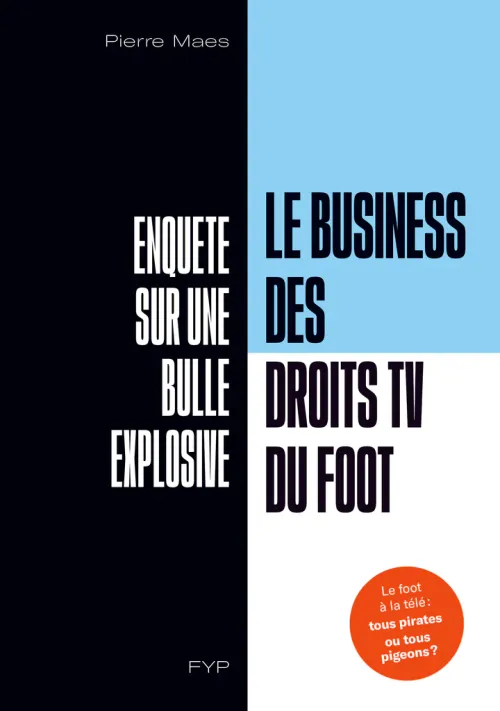 Pierre Maes
ENQUETE
SUR UNE
BULLE
EXPLOSIVE
LE BUSINESS
DES
DROITS TV
DU FOOT
Le foot
à la télé :
tous pirates
ou tous
pigeons ?
FYP